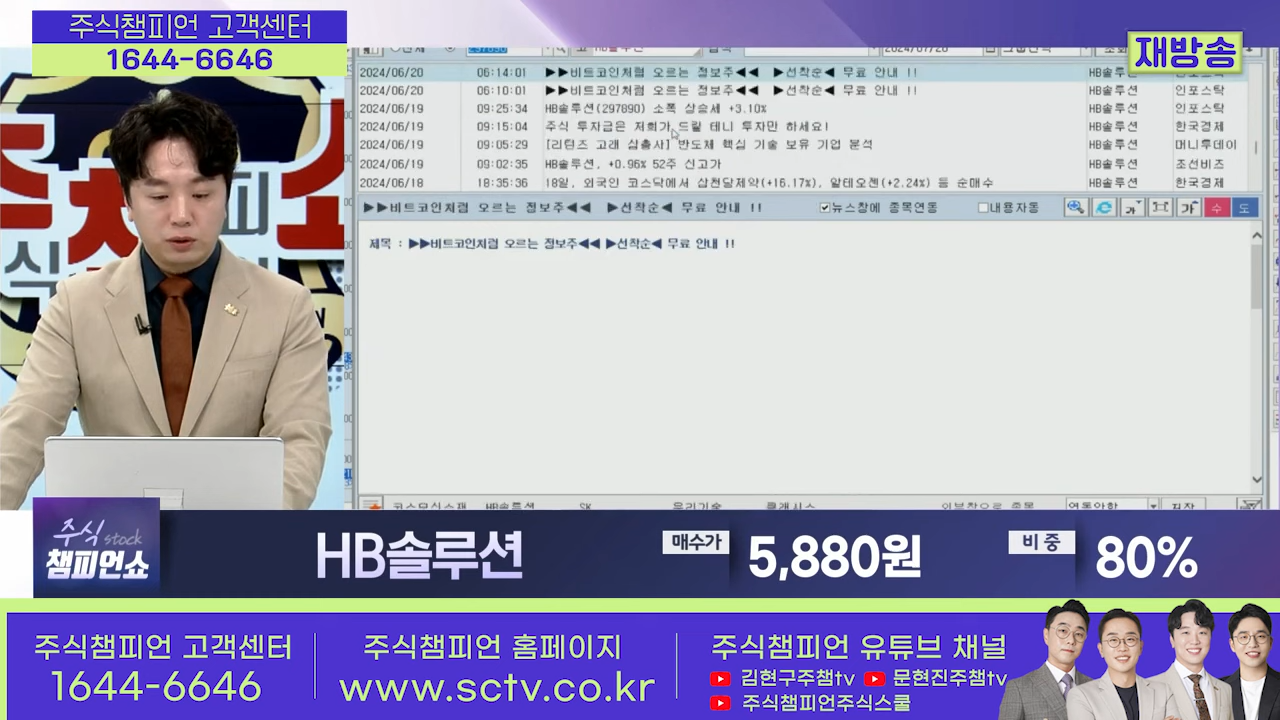 주식챔피언 고객센터
1644-6646
재방송
2024/06/20 06:14:01 ▶▶비트코인처럼 오르는 정보주◀◀ ▶선착순◀ 무료 안내 !! HB솔루션 인포스탁
2024/06/20 06:10:01 ▶▶비트코인처럼 오르는 정보주◀◀ ▶선착순◀ 무료 안내 !! HB솔루션 인포스탁
2024/06/19 09:25:34 HB솔루션(297890) 소폭 상승세 +3.10% HB솔루션 인포스탁
2024/06/19 09:15:04 주식 투자금은 저희가 드릴 테니 투자만 하세요! HB솔루션 한국경제
2024/06/19 09:05:29 [리턴즈 고래 삼총사] 반도체 핵심 기술 보유 기업 분석 HB솔루션 머니투데이
2024/06/19 09:02:35 HB솔루션, +0.96% 52주 신고가 HB솔루션 조선비즈
2024/06/18 18:35:36 18일, 외국인 코스닥에서 삼천당제약(+16.17%), 알테오젠(+2.24%) 등 순매수 HB솔루션 한국경제
▶▶비트코인처럼 오르는 정보주◀◀ ▶선착순◀ 무료 안내 !! 뉴스창에 종목연동 내용자동 가 가 수 도
제목 : ▶▶비트코인처럼 오르는 정보주◀◀ ▶선착순◀ 무료 안내 !!
주식 stock
챔피언쇼
HB솔루션
매수가 5,880원
비중 80%
주식챔피언 고객센터
1644-6646
주식챔피언 홈페이지
www.sctv.co.kr
주식챔피언 유튜브 채널
김현구주챔tv 문현진주챔tv
주식챔피언주식스쿨